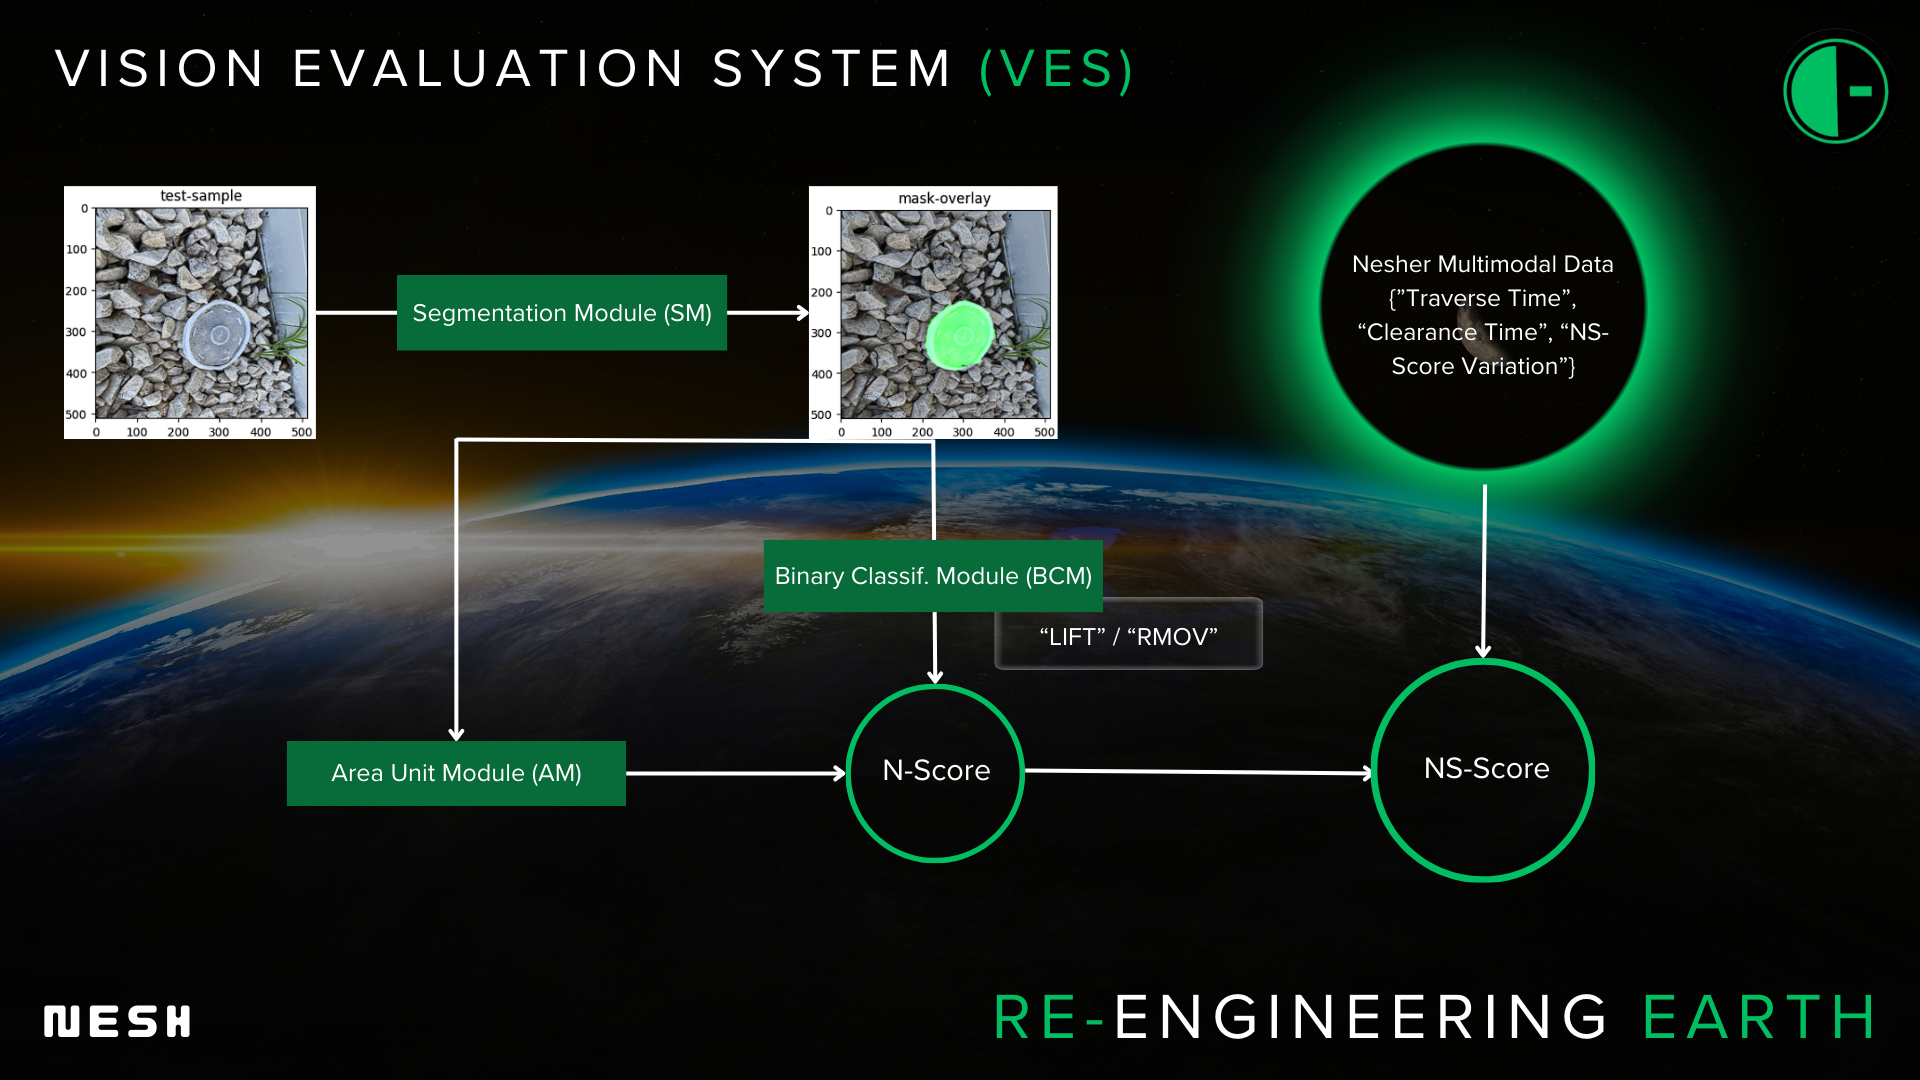 VISION EVALUATION SYSTEM (VES)
test-sample
0
100
200
300
400
500
0 100 200 300 400 500
Segmentation Module (SM)
mask-overlay
0
100
200
300
400
500
0 100 200 300 400 500
Nesher Multimodal Data
{”Traverse Time”,
“Clearance Time”, “NS-
Score Variation”}
Binary Classif. Module (BCM)
“LIFT” / “RMOV”
Area Unit Module (AM)
N-Score
NS-Score
NESH
RE-ENGINEERING EARTH